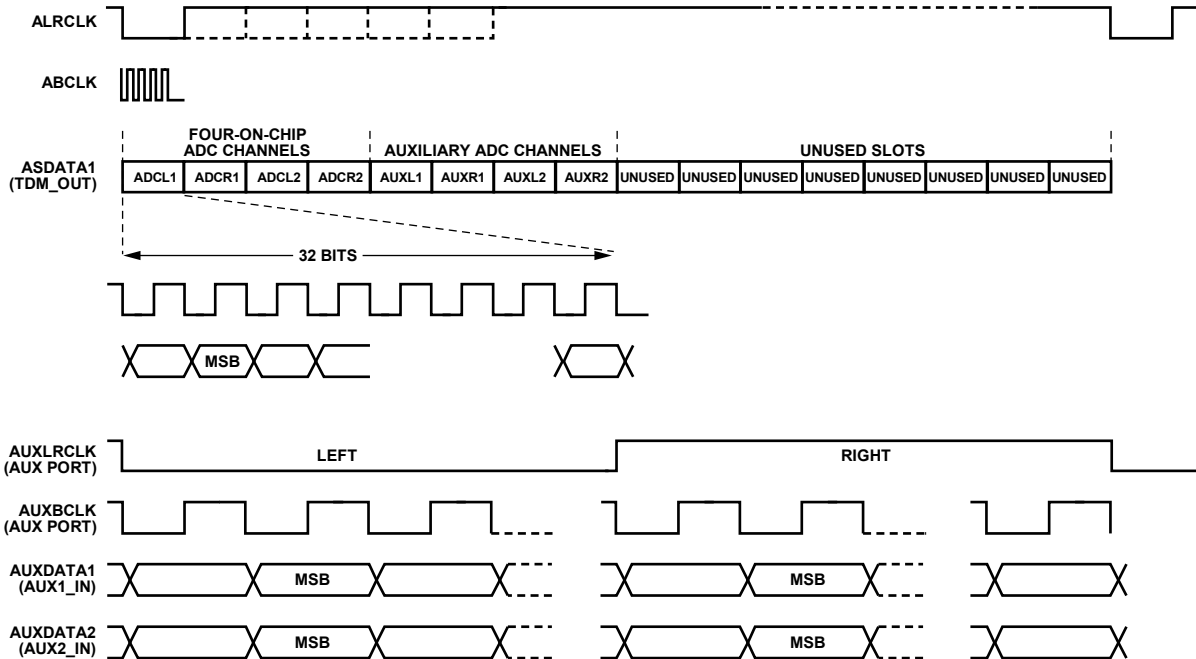 ALRCLK
ABCLK
FOUR-ON-CHIP
ADC CHANNELS
AUXILIARY ADC CHANNELS
UNUSED SLOTS
ASDATA1
(TDM_OUT)
ADCL1 ADCR1 ADCL2 ADCR2 AUXL1 AUXR1 AUXL2 AUXR2 UNUSED UNUSED UNUSED UNUSED UNUSED UNUSED UNUSED UNUSED
32 BITS
MSB
AUXLRCLK
(AUX PORT)
LEFT
RIGHT
AUXBCLK
(AUX PORT)
AUXDATA1
(AUX1_IN)
MSB
MSB
AUXDATA2
(AUX2_IN)
MSB
MSB